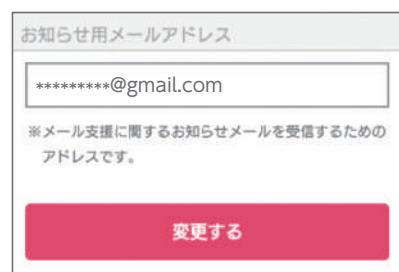 お知らせ用メールアドレス
*********@gmail.com
※メール支援に関するお知らせメールを受信するための
アドレスです。
変更する